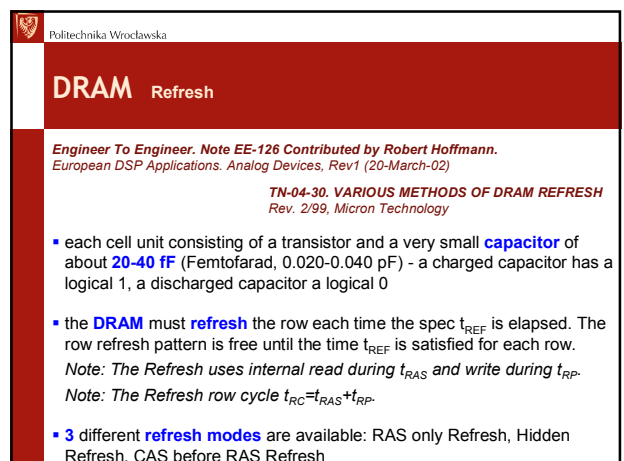 Politechnika Wrocławska
DRAM Refresh
Engineer To Engineer. Note EE-126 Contributed by Robert Hoffmann.
European DSP Applications. Analog Devices, Rev1 (20-March-02)
TN-04-30. VARIOUS METHODS OF DRAM REFRESH
Rev. 2/99, Micron Technology
▪ each cell unit consisting of a transistor and a very small capacitor of
about 20-40 fF (Femtofarad, 0.020-0.040 pF) - a charged capacitor has a
logical 1, a discharged capacitor a logical 0
▪ the DRAM must refresh the row each time the spec tREF is elapsed. The
row refresh pattern is free until the time tREF is satisfied for each row.
Note: The Refresh uses internal read during tRAS and write during tRP.
Note: The Refresh row cycle tRC=tRAS+tRP.
▪ 3 different refresh modes are available: RAS only Refresh, Hidden
Refresh, CAS before RAS Refresh